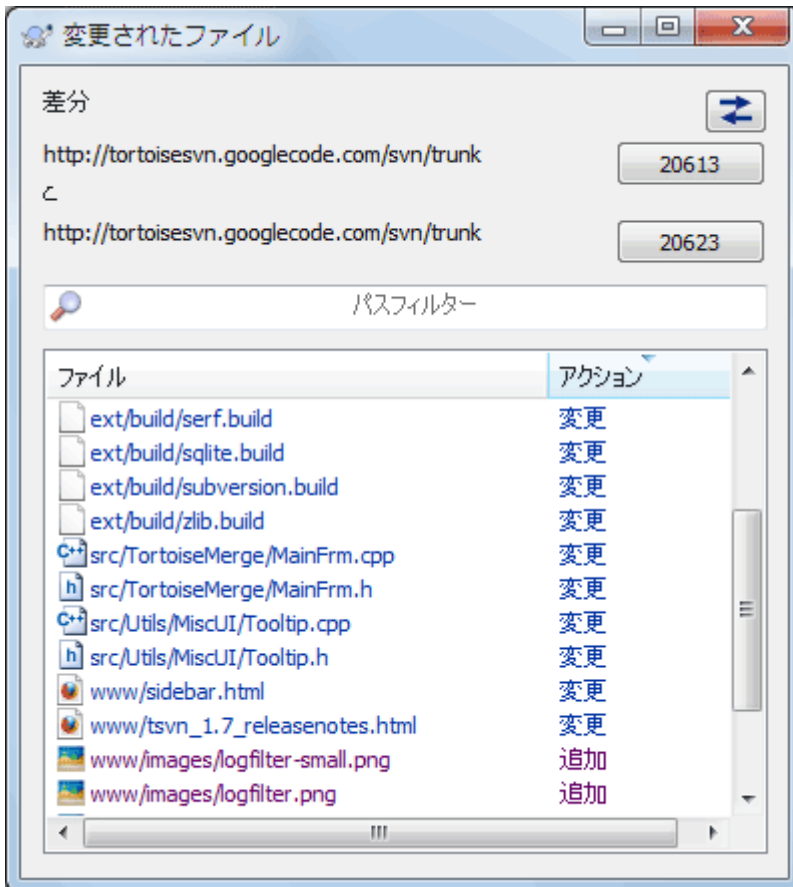 変更されたファイル
差分
http://tortoisesvn.googlecode.com/svn/trunk
20613
と
http://tortoisesvn.googlecode.com/svn/trunk
20623
パスフィルター
ファイル アクション
ext/build/serf.build 変更
ext/build/sqlite.build 変更
ext/build/subversion.build 変更
ext/build/zlib.build 変更
C++ src/TortoiseMerge/MainFrm.cpp 変更
h src/TortoiseMerge/MainFrm.h 変更
C++ src/Utils/MiscUI/Tooltip.cpp 変更
h src/Utils/MiscUI/Tooltip.h 変更
www/sidebar.html 変更
www/tsvn_1.7_releasenotes.html 変更
www/images/logfilter-small.png 追加
www/images/logfilter.png 追加